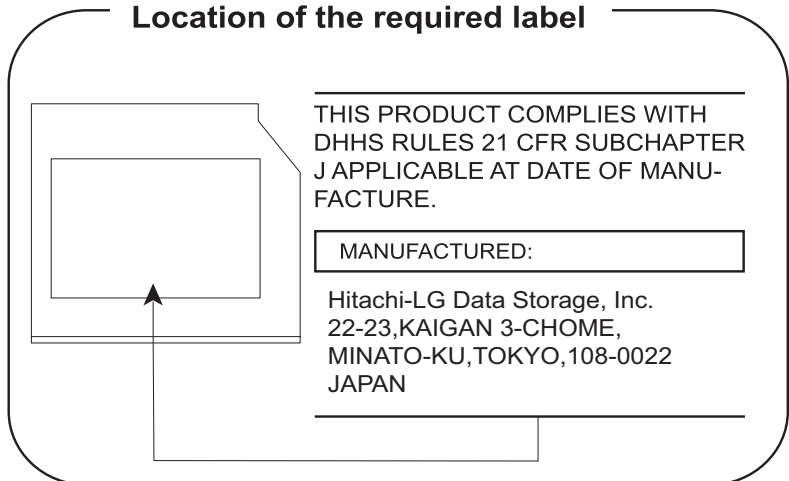 Location of the required label
THIS PRODUCT COMPLIES WITH
DHHS RULES 21 CFR SUBCHAPTER
J APPLICABLE AT DATE OF MANU-
FACTURE.
MANUFACTURED:
Hitachi-LG Data Storage, Inc.
22-23,KAIGAN 3-CHOME,
MINATO-KU,TOKYO,108-0022
JAPAN